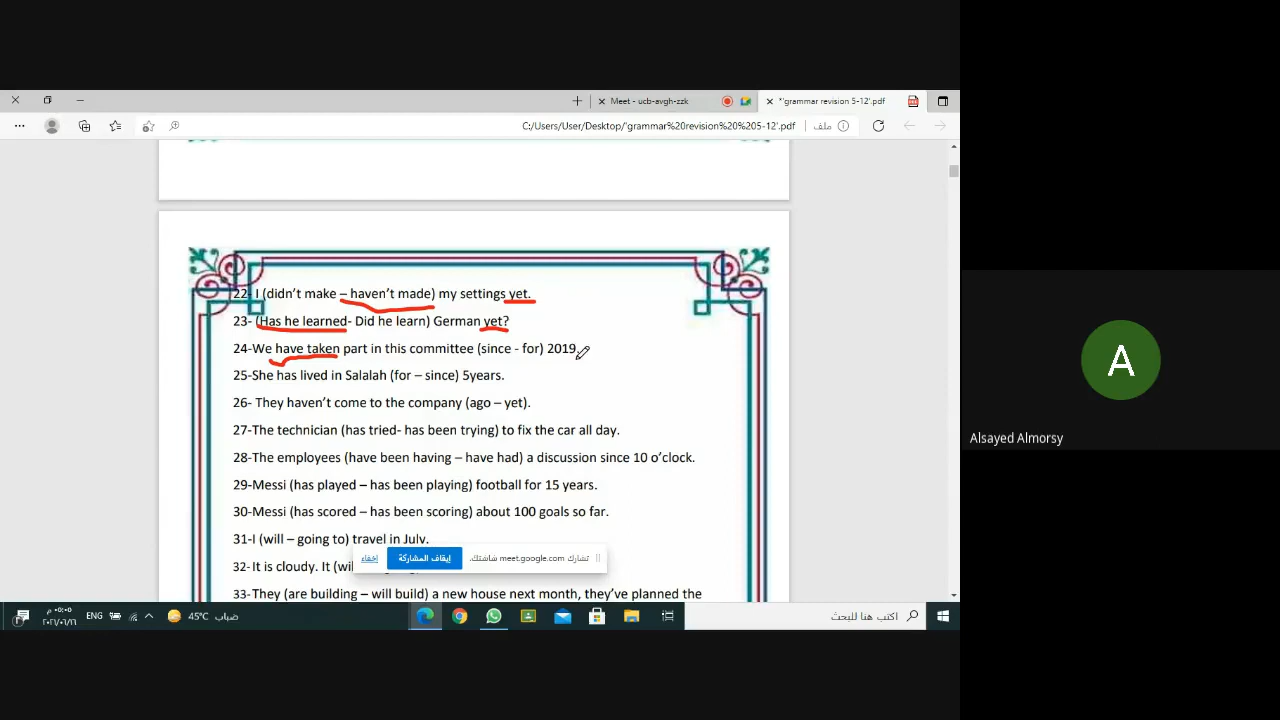 Meet - ucb-avgh-zzk
*'grammar revision 5-12'.pdf
C:/Users/User/Desktop/'grammar%20revision%20%205-12'.pdf
ملف
22- I (didn't make – haven't made) my settings yet.
23- (Has he learned- Did he learn) German yet?
24-We have taken part in this committee (since - for) 2019.
25-She has lived in Salalah (for – since) 5years.
26- They haven't come to the company (ago – yet).
27-The technician (has tried- has been trying) to fix the car all day.
28-The employees (have been having – have had) a discussion since 10 o'clock.
29-Messi (has played – has been playing) football for 15 years.
30-Messi (has scored – has been scoring) about 100 goals so far.
31-I (will – going to) travel in July.
32- It is cloudy. It (wil
33-They (are building – will build) a new house next month, they've planned the
تشارك meet.google.com شاشتك.
إيقاف المشاركة
إخفاء
A
Alsayed Almorsy
ENG
45°C ضباب
اكتب هنا للبحث